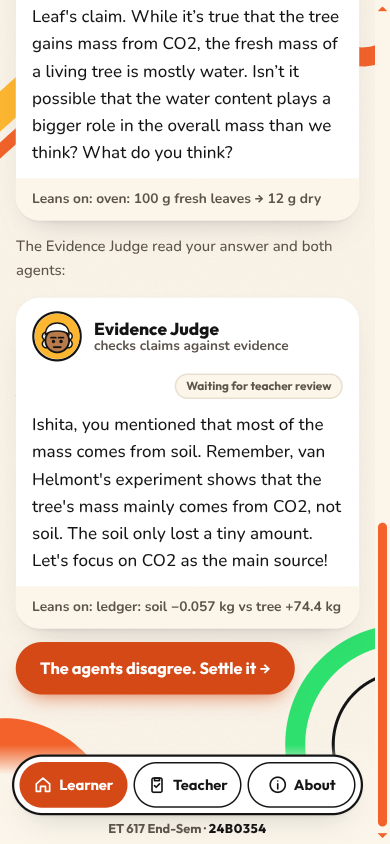 Leaf's claim. While it’s true that the tree
gains mass from CO2, the fresh mass of
a living tree is mostly water. Isn’t it
possible that the water content plays a
bigger role in the overall mass than we
think? What do you think?
Leans on: oven: 100 g fresh leaves → 12 g dry
The Evidence Judge read your answer and both
agents:
Evidence Judge
checks claims against evidence
Waiting for teacher review
Ishita, you mentioned that most of the
mass comes from soil. Remember, van
Helmont's experiment shows that the
tree's mass mainly comes from CO2, not
soil. The soil only lost a tiny amount.
Let's focus on CO2 as the main source!
Leans on: ledger: soil −0.057 kg vs tree +74.4 kg
The agents disagree. Settle it →
Learner
Teacher
About
ET 617 End-Sem · 24B0354